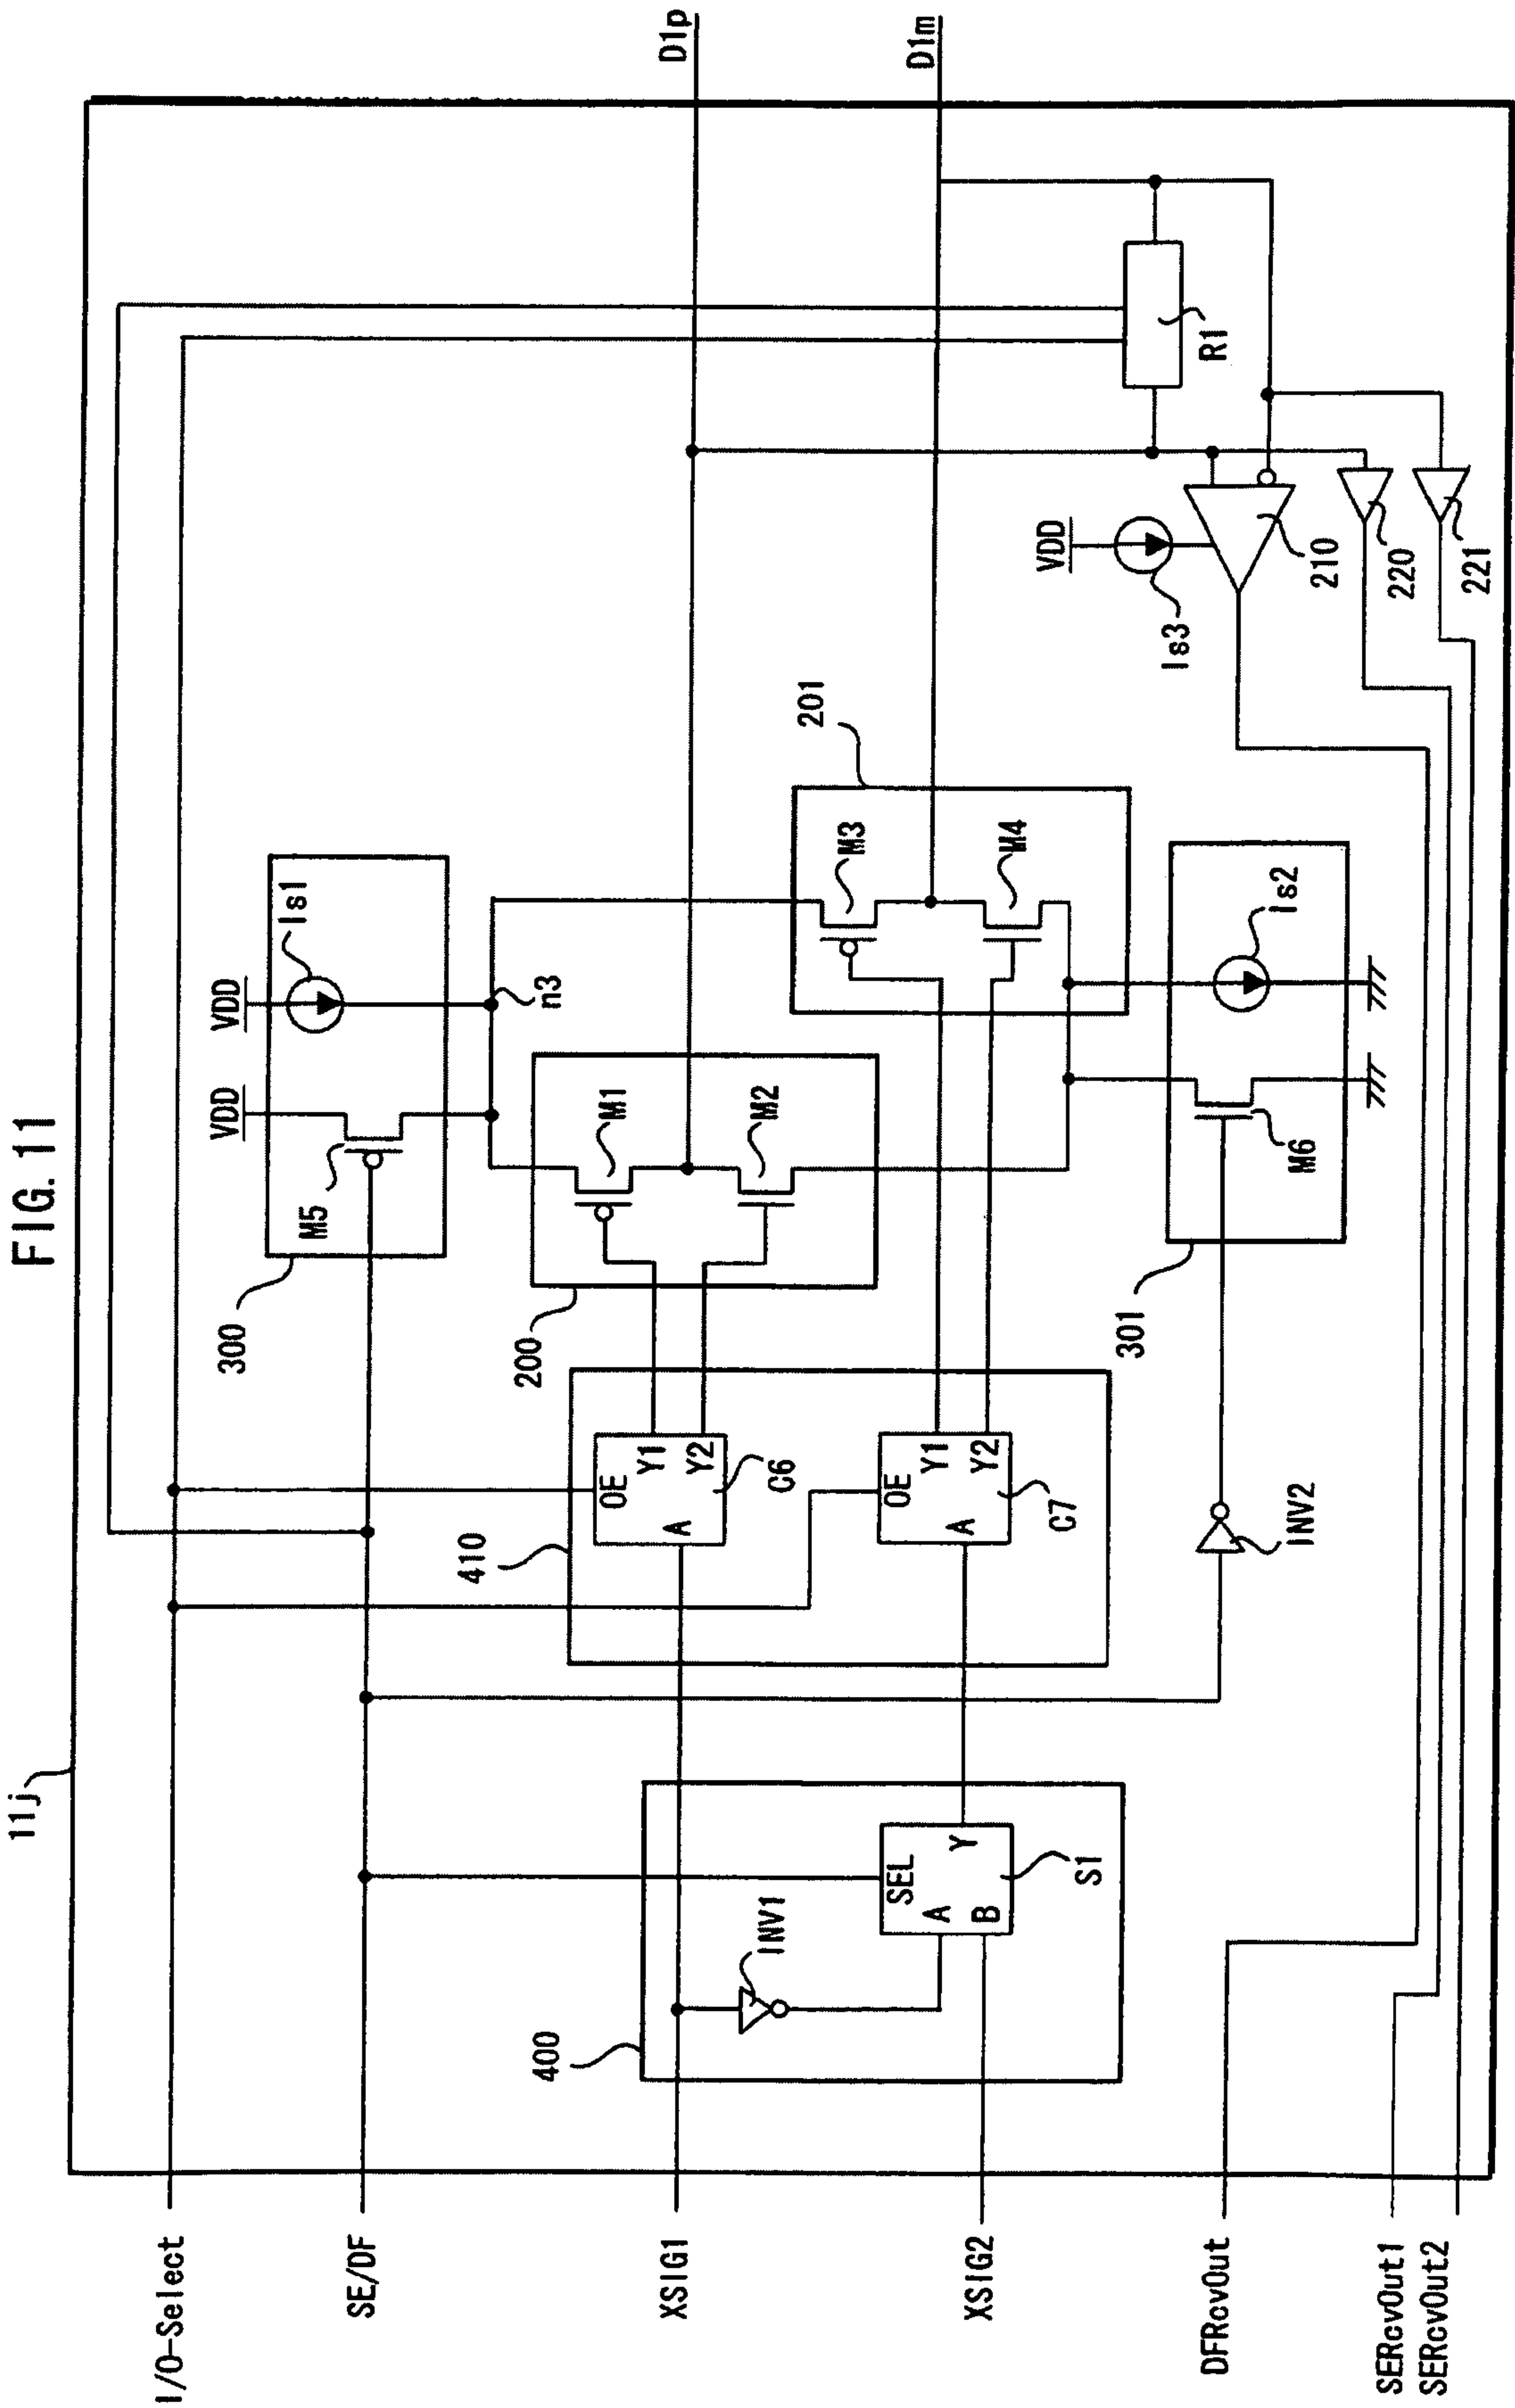 FIG. 11
11j
I/O-Select
SE/DF
XSIG1
XSIG2
DFRcvOut
SERcvOut1
SERcvOut2
400
INV1
SEL
A
B
Y
S1
410
OE
A
Y1
Y2
C6
OE
A
Y1
Y2
C7
INV2
300
VDD
VDD
M5
Is1
n3
200
M1
M2
201
M3
M4
301
M6
Is2
VDD
Is3
210
220
221
R1
D1p
D1m